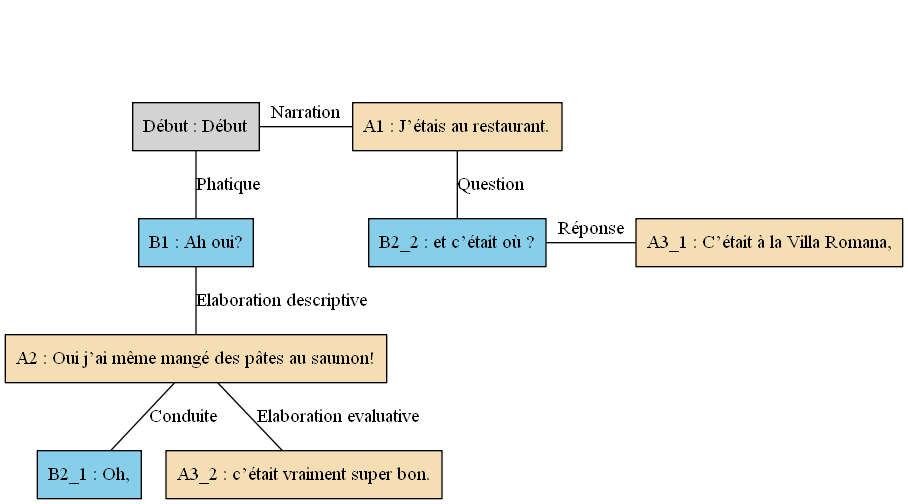 Narration
Début : Début
A1 : J’étais au restaurant.
Phatique
Question
Réponse
B1 : Ah oui?
B2_2 : et c’était où ?
A3_1 : C’était à la Villa Romana,
Elaboration descriptive
A2 : Oui j’ai même mangé des pâtes au saumon!
Conduite
Elaboration evaluative
B2_1 : Oh,
A3_2 : c’était vraiment super bon.